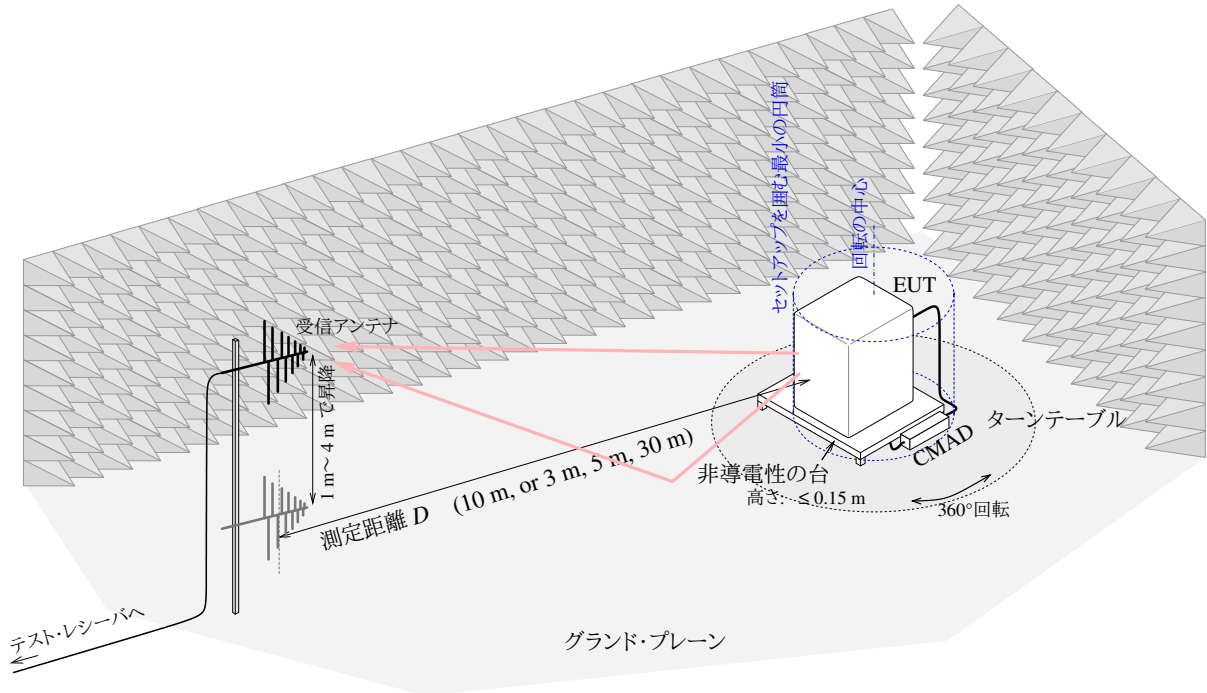 セットアップを囲む最小の円筒
回転の中心
EUT
受信アンテナ
1 m～4 m で昇降
ターンテーブル
CMAD
測定距離 D (10 m, or 3 m, 5 m, 30 m)
非導電性の台
高さ: ≤ 0.15 m
360°回転
テスト・レシーバへ
グランド・プレーン